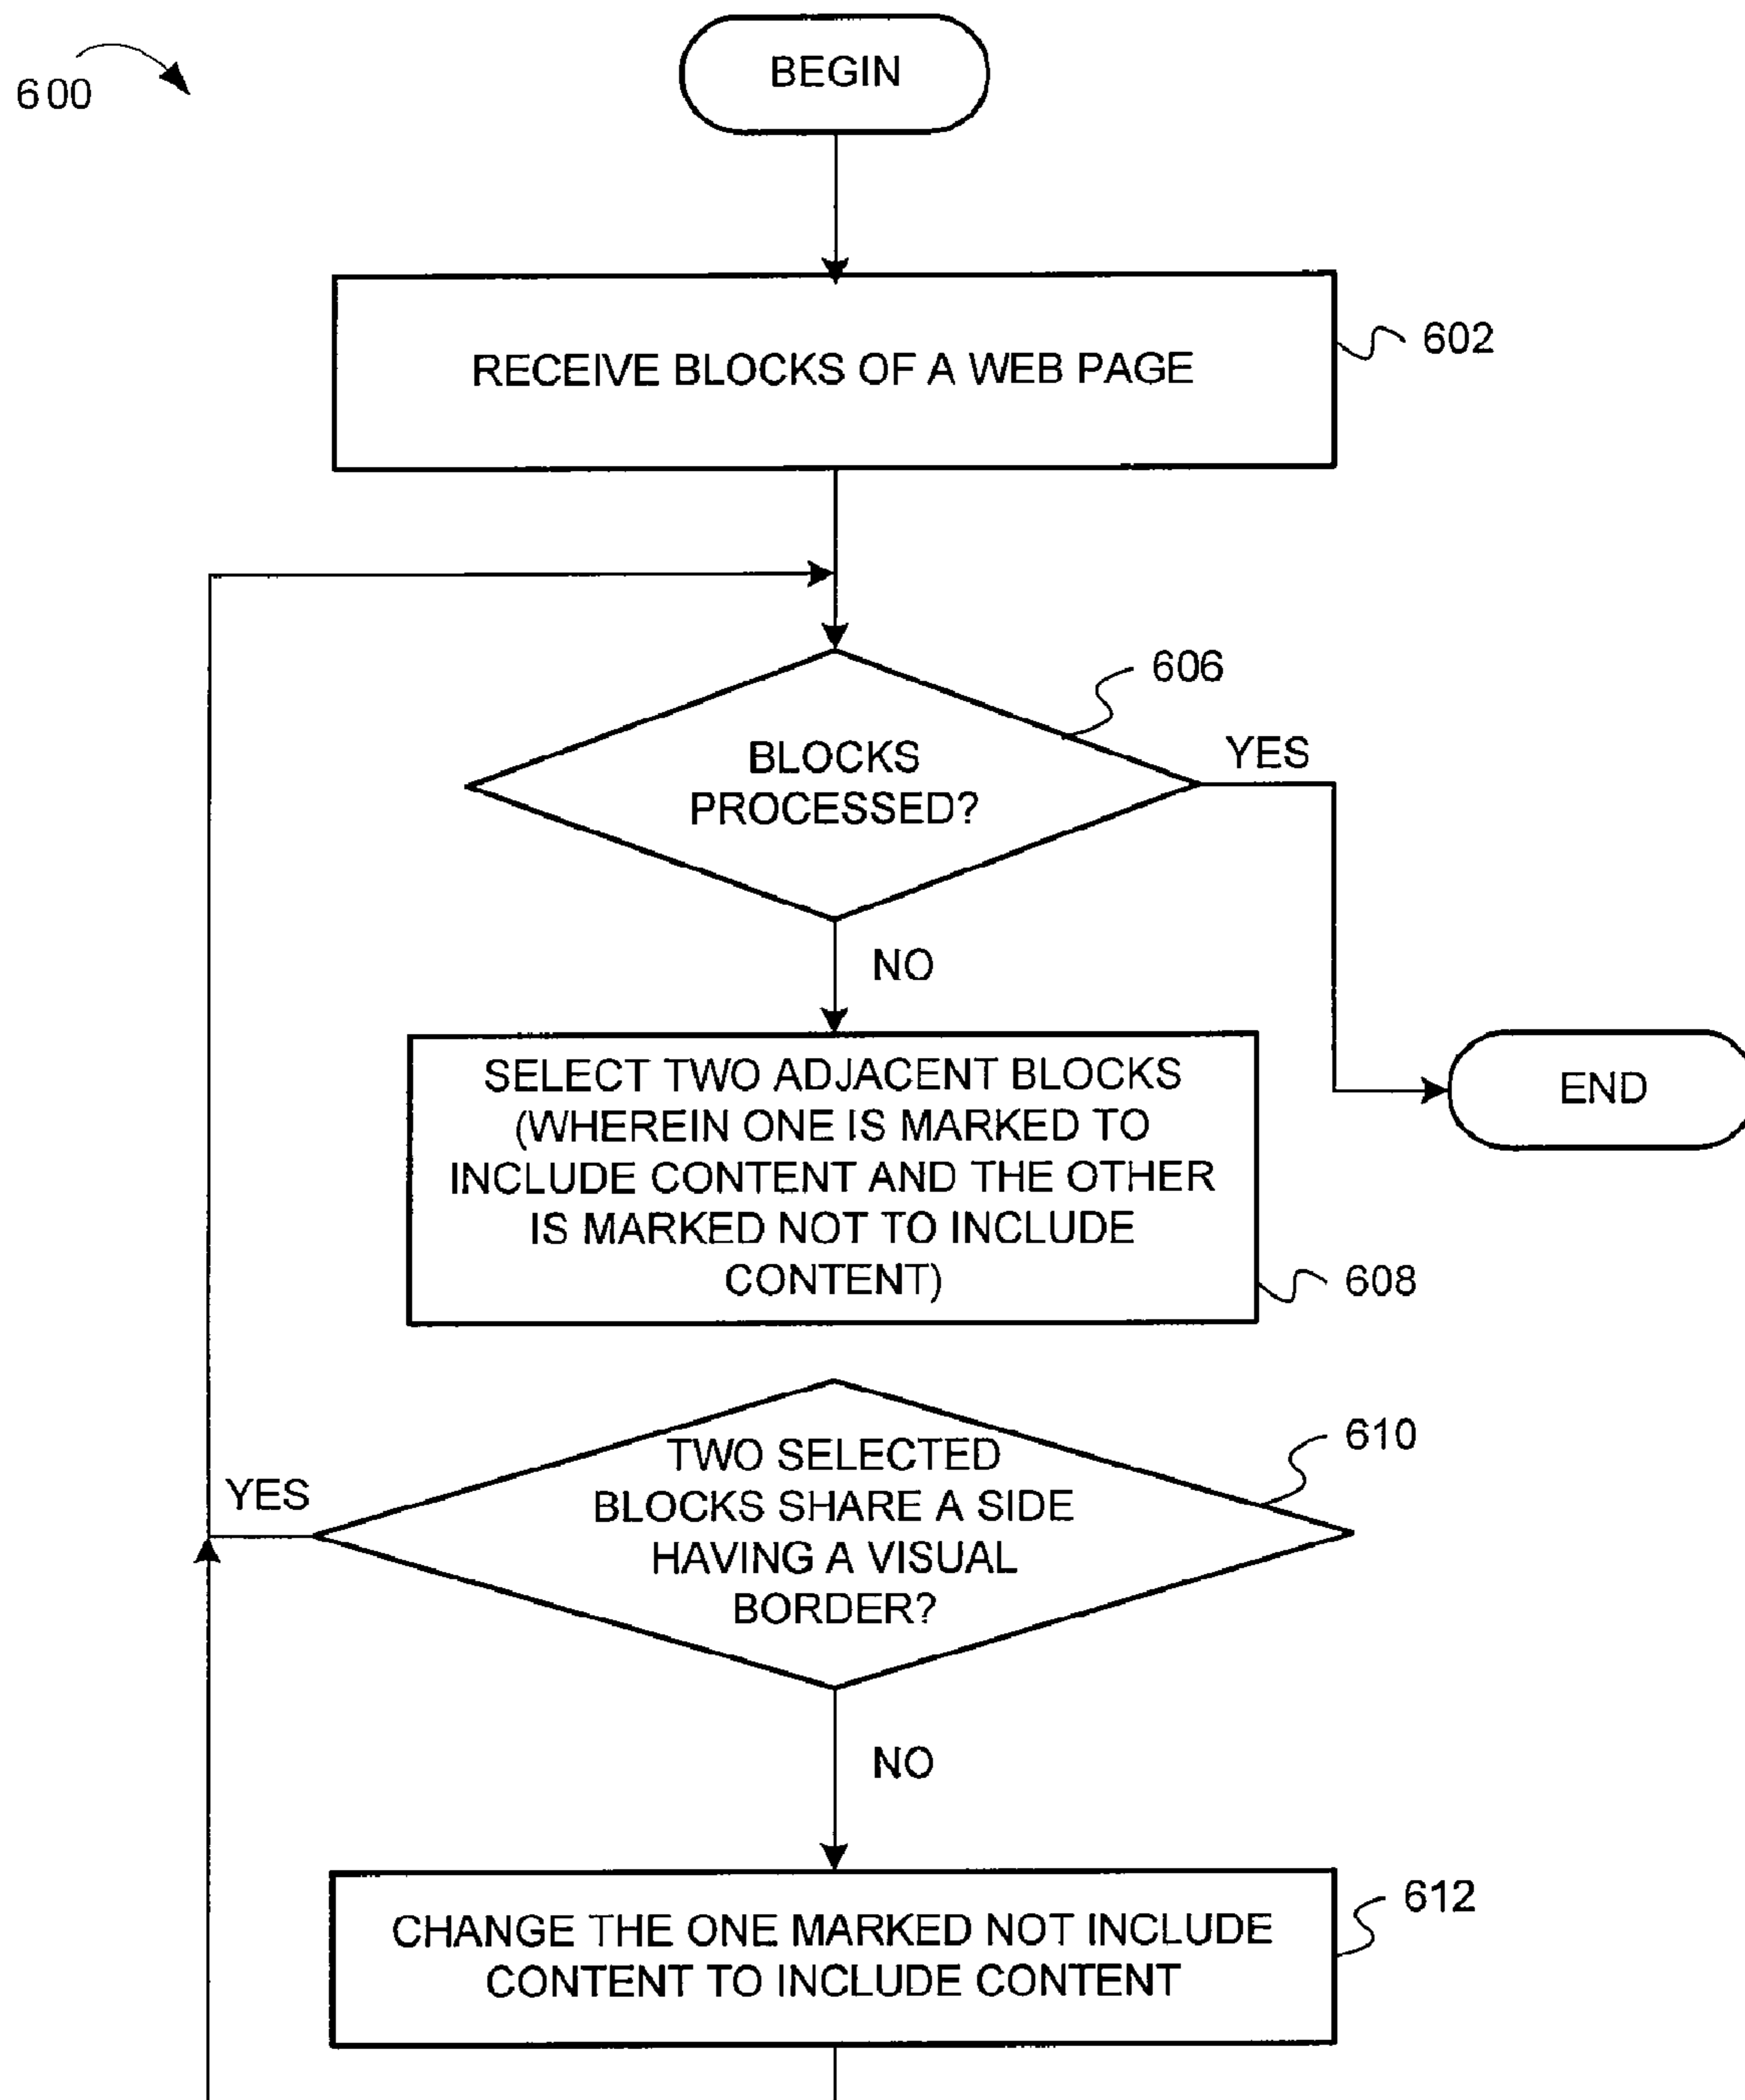 600
BEGIN
RECEIVE BLOCKS OF A WEB PAGE
602
606
BLOCKS
PROCESSED?
YES
NO
SELECT TWO ADJACENT BLOCKS
(WHEREIN ONE IS MARKED TO
INCLUDE CONTENT AND THE OTHER
IS MARKED NOT TO INCLUDE
CONTENT)
608
END
610
TWO SELECTED
BLOCKS SHARE A SIDE
HAVING A VISUAL
BORDER?
YES
NO
612
CHANGE THE ONE MARKED NOT INCLUDE
CONTENT TO INCLUDE CONTENT